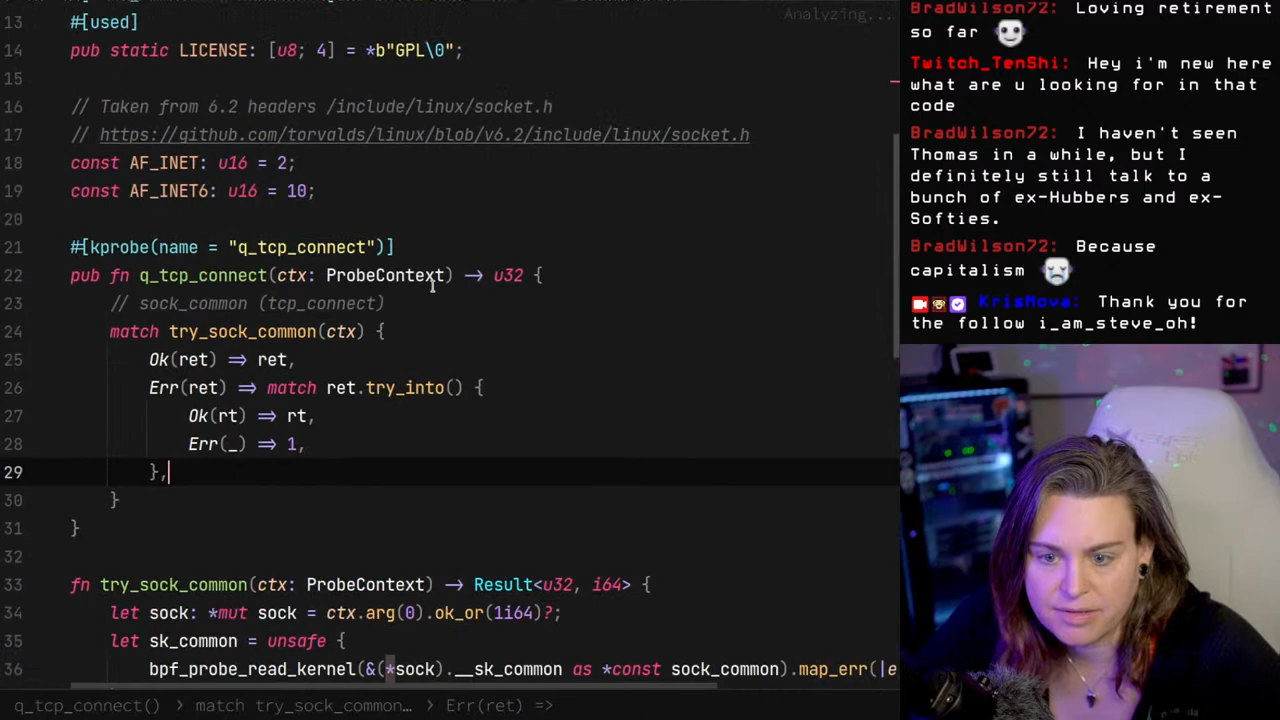 Analyzing...
13 #[used]
14 pub static LICENSE: [u8; 4] = *b"GPL\0";
15
16 // Taken from 6.2 headers /include/linux/socket.h
17 // https://github.com/torvalds/linux/blob/v6.2/include/linux/socket.h
18 const AF_INET: u16 = 2;
19 const AF_INET6: u16 = 10;
20
21 #[kprobe(name = "q_tcp_connect")]
22 pub fn q_tcp_connect(ctx: ProbeContext) → u32 {
23 // sock_common (tcp_connect)
24 match try_sock_common(ctx) {
25 Ok(ret) ⇒ ret,
26 Err(ret) ⇒ match ret.try_into() {
27 Ok(rt) ⇒ rt,
28 Err(_) ⇒ 1,
29 },
30 }
31 }
32
33 fn try_sock_common(ctx: ProbeContext) → Result<u32, i64> {
34 let sock: *mut sock = ctx.arg(0).ok_or(1i64)?;
35 let sk_common = unsafe {
36 bpf_probe_read_kernel(&(*sock).__sk_common as *const sock_common).map_err(|e
q_tcp_connect() › match try_sock_common… › Err(ret) ⇒
BradWilson72: Loving retirement
so far
Twitch_TenShi: Hey i'm new here
what are u looking for in that
code
BradWilson72: I haven't seen
Thomas in a while, but I
definitely still talk to a
bunch of ex-Hubbers and ex-
Softies.
BradWilson72: Because
capitalism
KrisNova: Thank you for
the follow i_am_steve_oh!